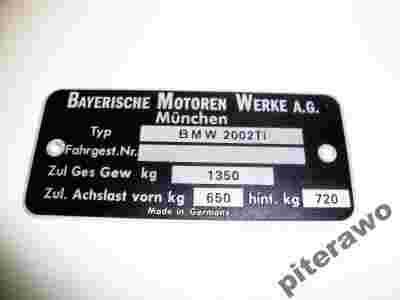 BAYERISCHE MOTOREN WERKE A.G.
München
Typ BMW 2002TI
Fahrgest.Nr.
Zul Ges Gew kg 1350
Zul. Achslast vorn kg 650 hint. kg 720
Made in Germany
piterawo